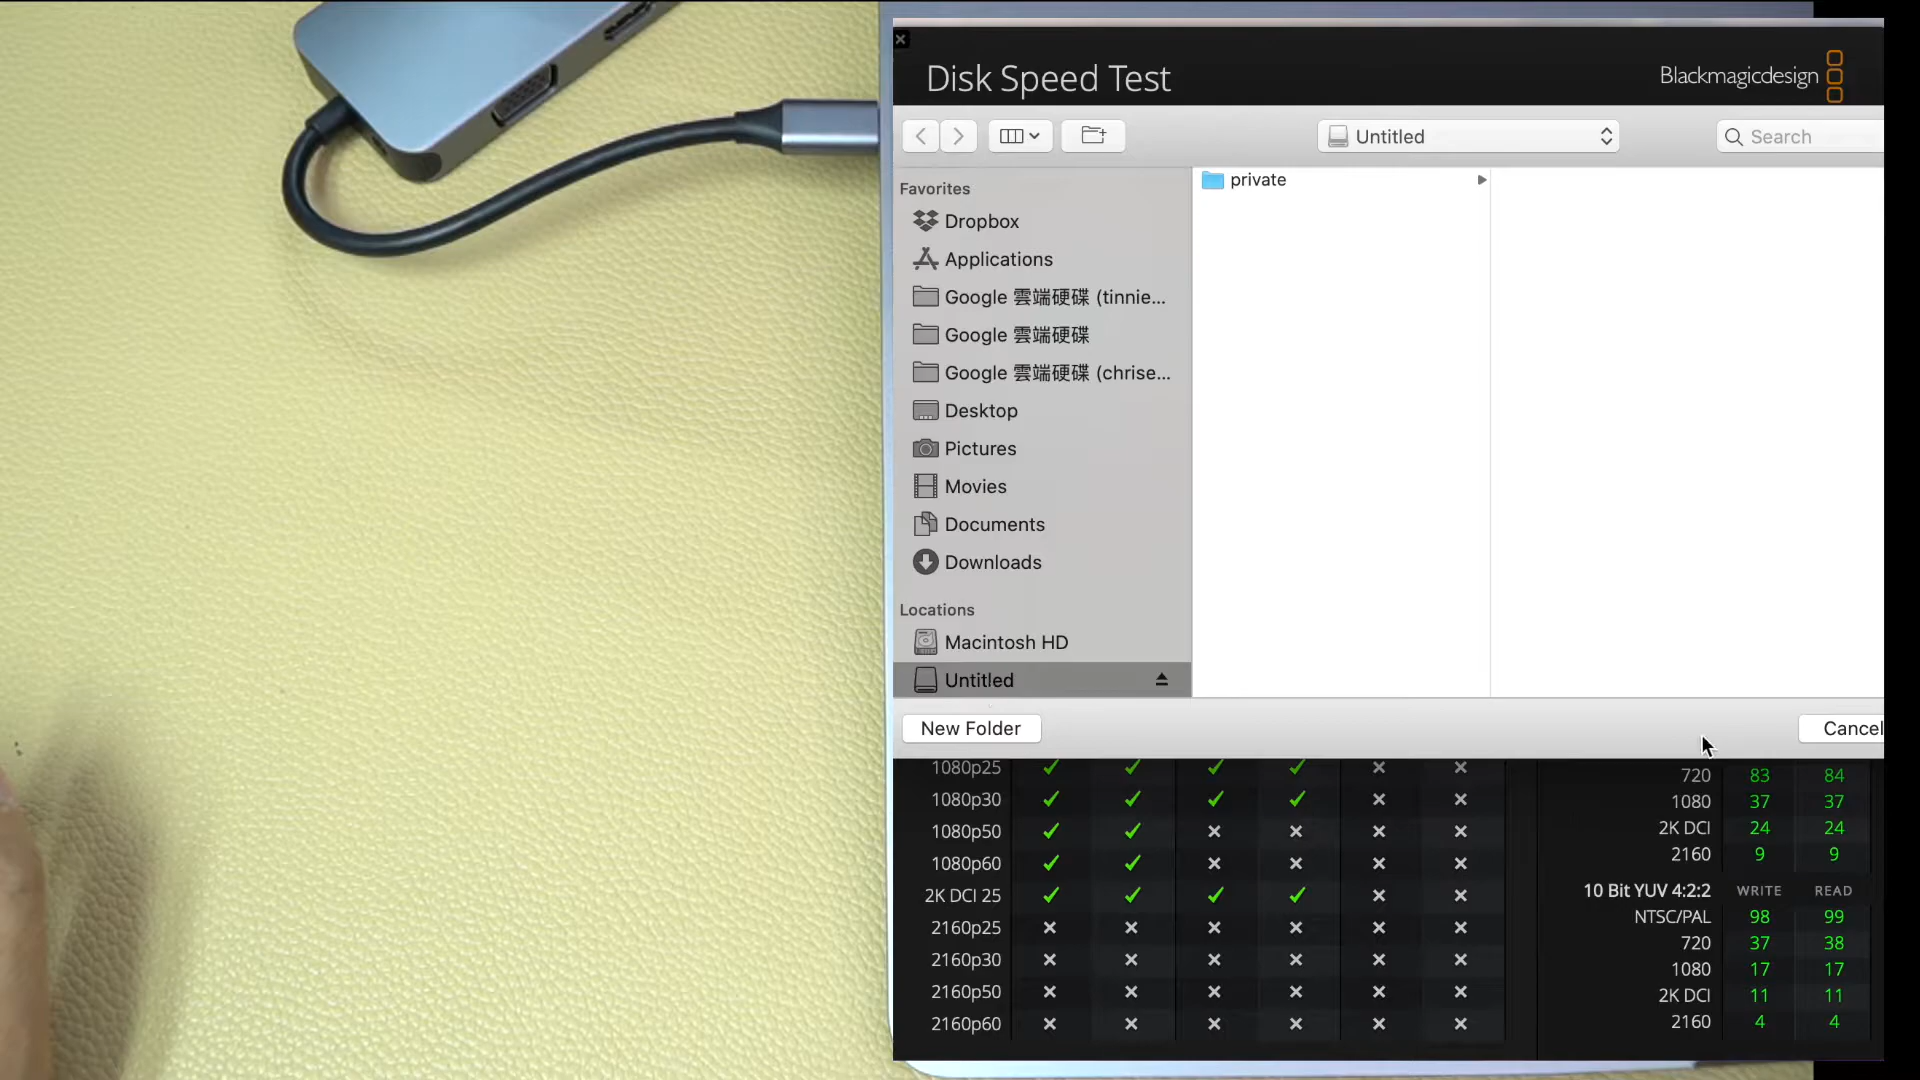 Disk Speed Test
Blackmagicdesign
Untitled
Search
Favorites
Dropbox
Applications
Google 雲端硬碟 (tinnie...
Google 雲端硬碟
Google 雲端硬碟 (chrise...
Desktop
Pictures
Movies
Documents
Downloads
Locations
Macintosh HD
Untitled
private
New Folder
Cancel
1080p25
1080p30
1080p50
1080p60
2K DCI 25
2160p25
2160p30
2160p50
2160p60
720 83 84
1080 37 37
2K DCI 24 24
2160 9 9
10 Bit YUV 4:2:2 WRITE READ
NTSC/PAL 98 99
720 37 38
1080 17 17
2K DCI 11 11
2160 4 4